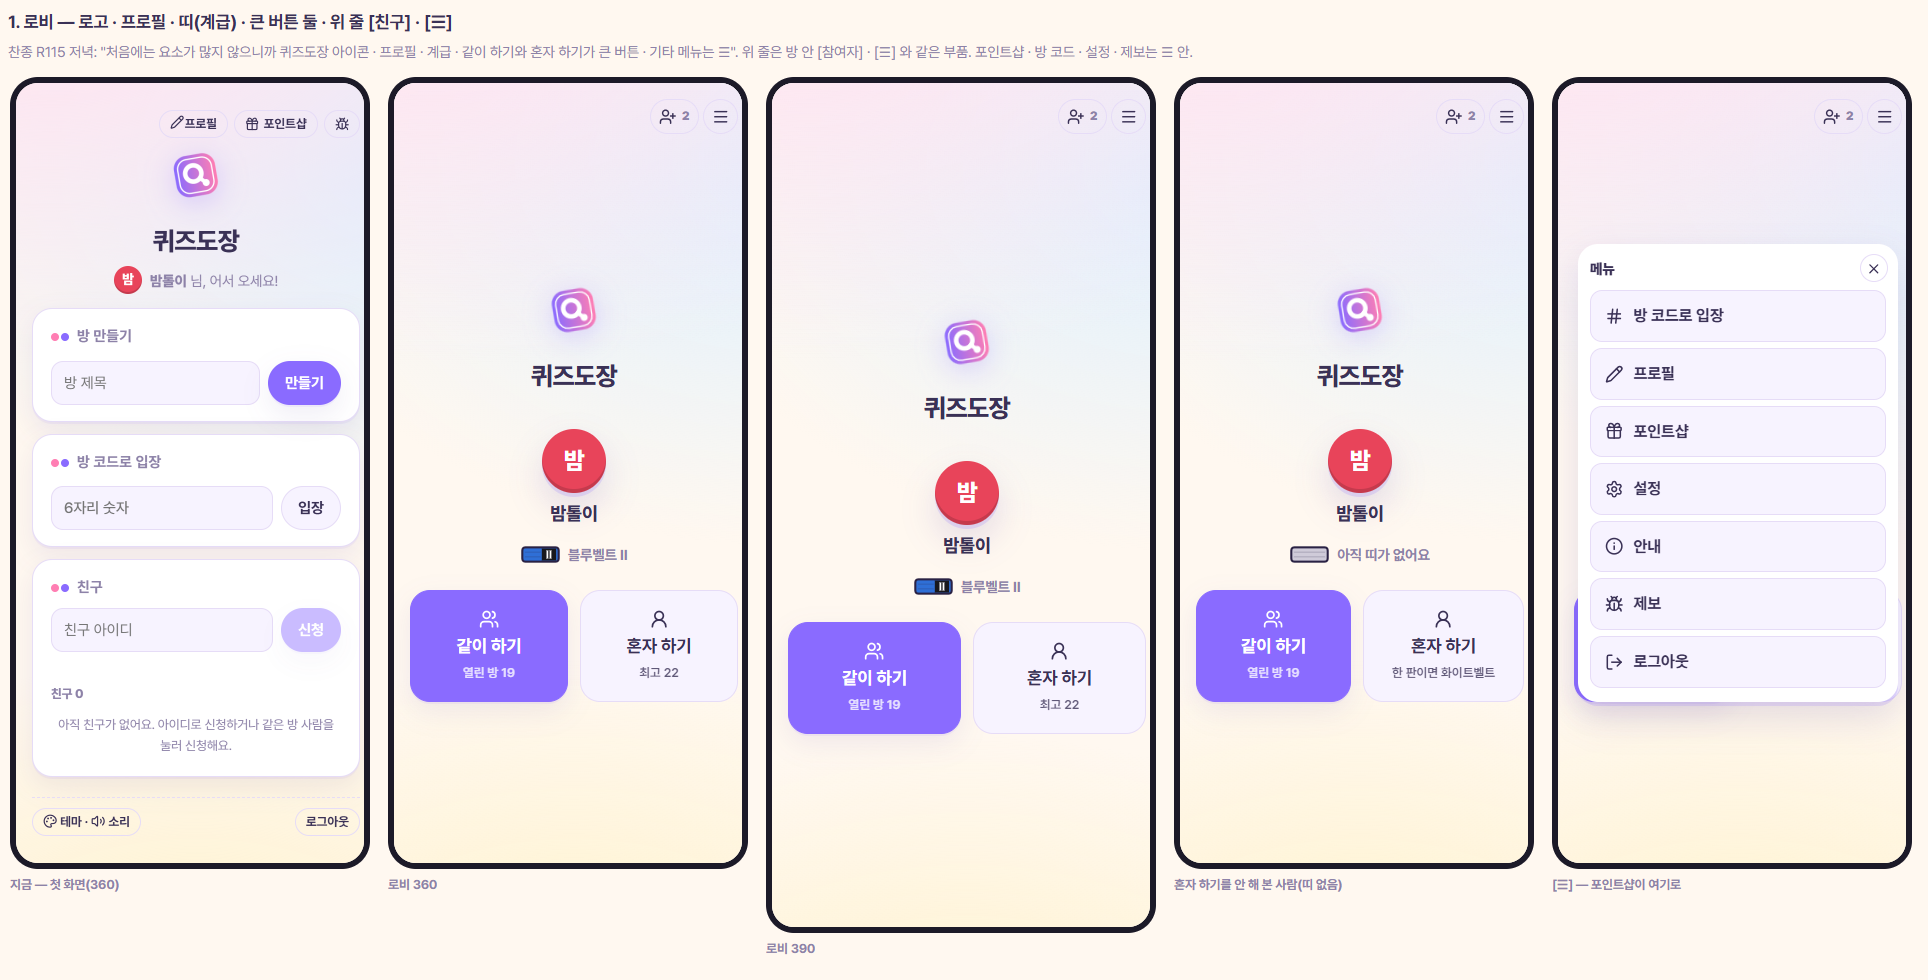 1. 로비 — 로고 · 프로필 · 띠(계급) · 큰 버튼 둘 · 위 줄 [친구] · [☰]
찬종 R115 저녁: "처음에는 요소가 많지 않으니까 퀴즈도장 아이콘 · 프로필 · 계급 · 같이 하기와 혼자 하기가 큰 버튼 · 기타 메뉴는 ☰". 위 줄은 방 안 [참여자] · [☰] 와 같은 부품. 포인트샵 · 방 코드 · 설정 · 제보는 ☰ 안.
프로필
포인트샵
퀴즈도장
밤
밤톨이 님, 어서 오세요!
방 만들기
방 제목
만들기
방 코드로 입장
6자리 숫자
입장
친구
친구 아이디
신청
친구 0
아직 친구가 없어요. 아이디로 신청하거나 같은 방 사람을
눌러 신청해요.
테마 · 소리
로그아웃
지금 — 첫 화면(360)
2
퀴즈도장
밤
밤톨이
II 블루벨트 II
같이 하기
열린 방 19
혼자 하기
최고 22
로비 360
2
퀴즈도장
밤
밤톨이
II 블루벨트 II
같이 하기
열린 방 19
혼자 하기
최고 22
로비 390
2
퀴즈도장
밤
밤톨이
아직 띠가 없어요
같이 하기
열린 방 19
혼자 하기
한 판이면 화이트벨트
혼자 하기를 안 해 본 사람(띠 없음)
2
메뉴
방 코드로 입장
프로필
포인트샵
설정
안내
제보
로그아웃
[☰] — 포인트샵이 여기로